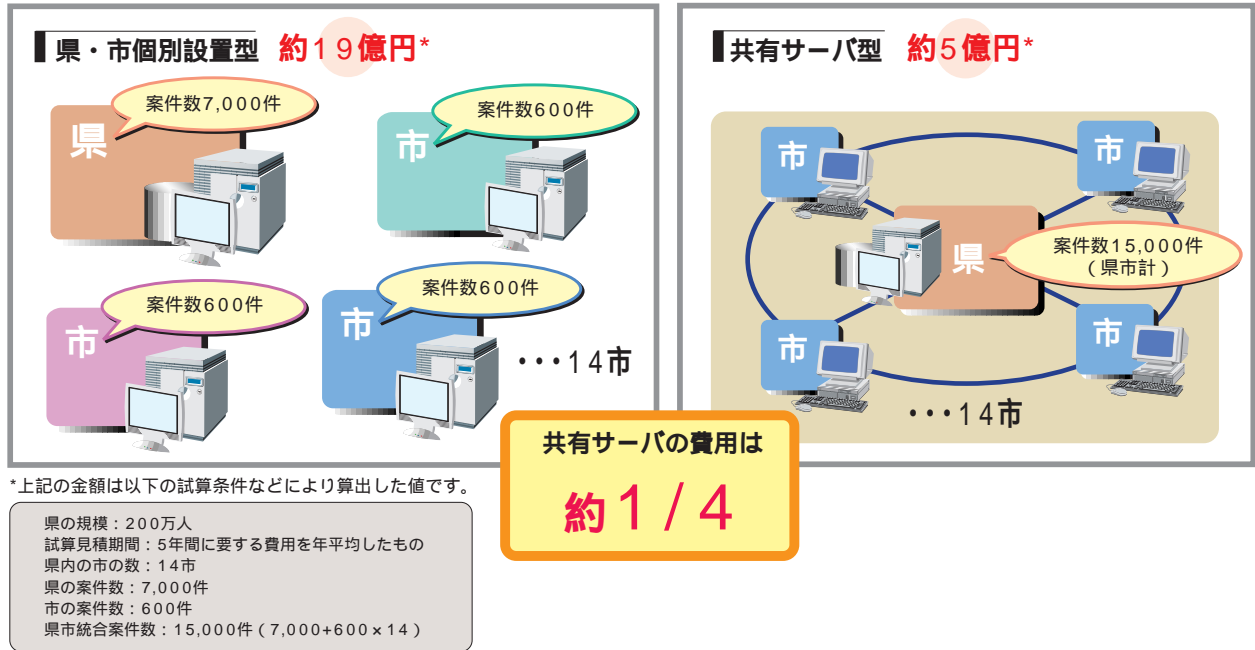 県・市個別設置型 約19億円*
案件数7,000件
県
案件数600件
市
案件数600件
市
案件数600件
市
・・・14市
共有サーバ型 約5億円*
市
市
県
案件数15,000件
(県市計)
市
市
・・・14市
共有サーバの費用は
約1/4
*上記の金額は以下の試算条件などにより算出した値です。
県の規模:200万人
試算見積期間:5年間に要する費用を年平均したもの
県内の市の数:14市
県の案件数:7,000件
市の案件数:600件
県市統合案件数:15,000件(7,000+600×14)